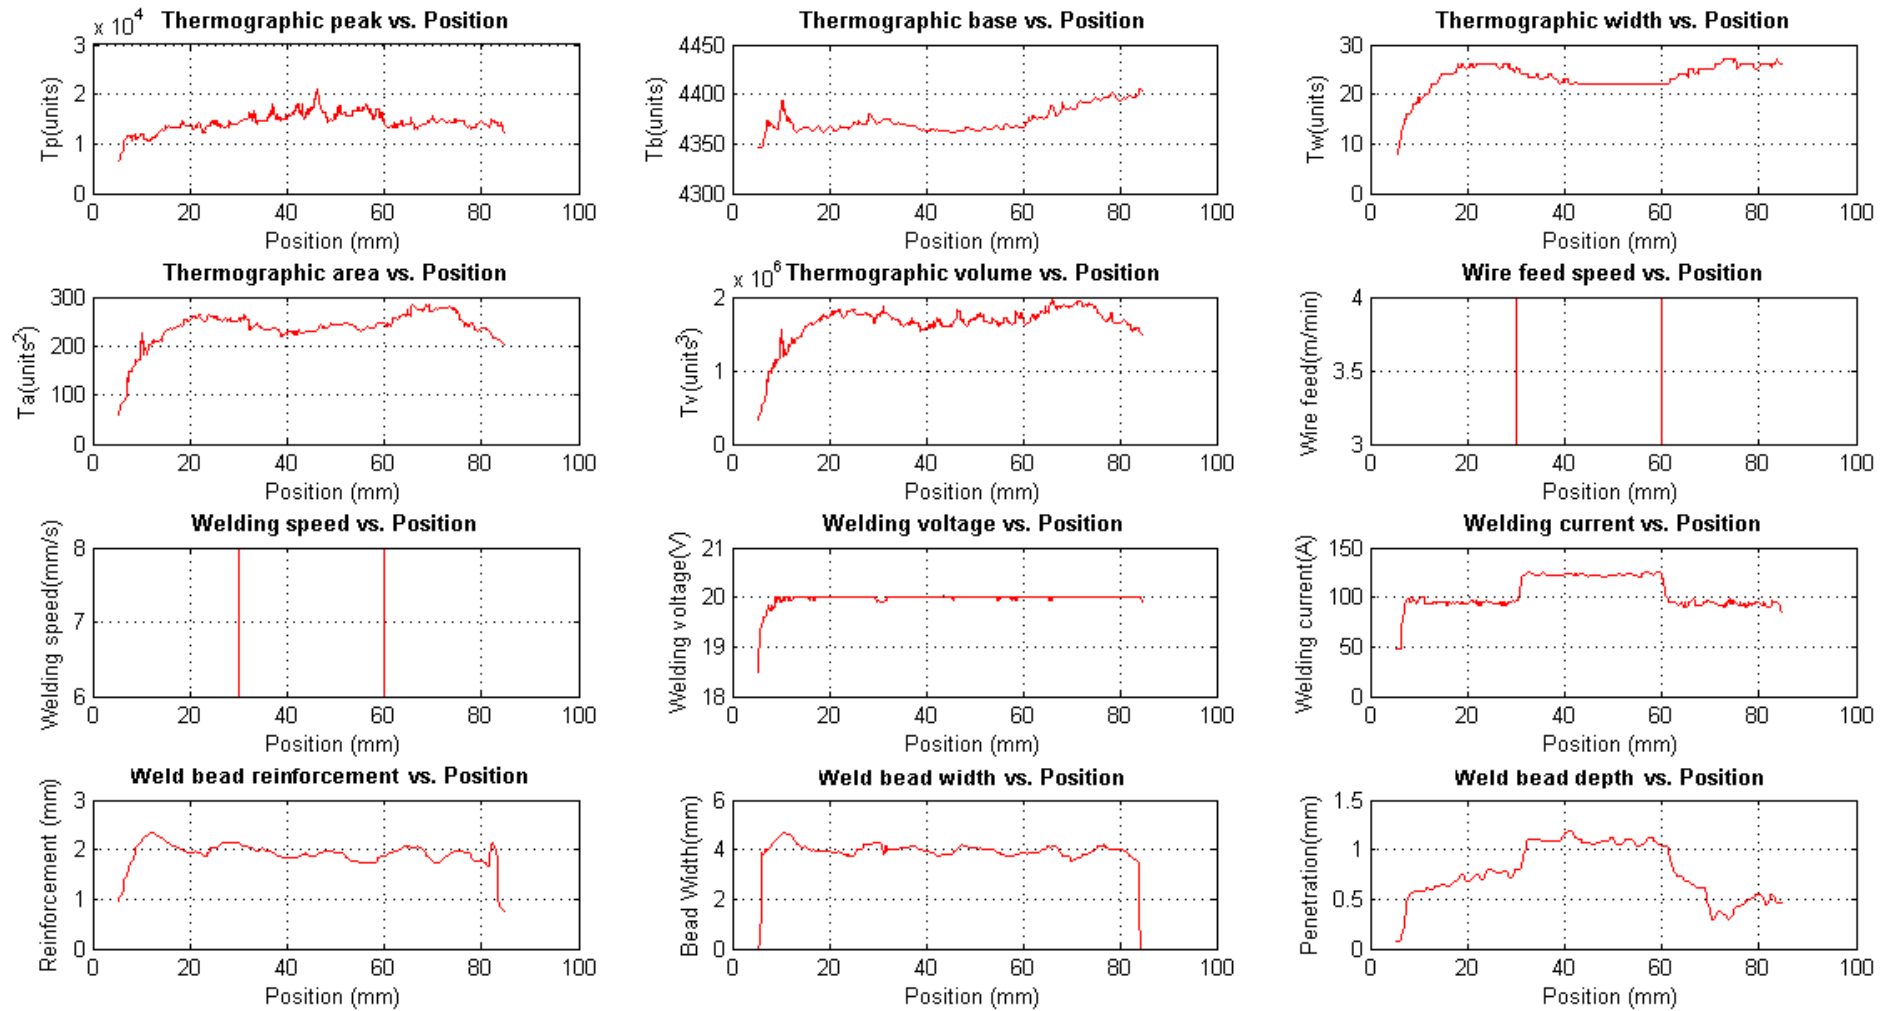 Thermographic peak vs. Position
x 10^4
Tp(units)
3
2
1
0
0 20 40 60 80 100
Position (mm)
Thermographic base vs. Position
Tb(units)
4450
4400
4350
4300
0 20 40 60 80 100
Position (mm)
Thermographic width vs. Position
Tw(units)
30
20
10
0
0 20 40 60 80 100
Position (mm)
Thermographic area vs. Position
Ta(units^2)
300
200
100
0
0 20 40 60 80 100
Position (mm)
x 10^6 Thermographic volume vs. Position
Tv(units^3)
2
1
0
0 20 40 60 80 100
Position (mm)
Wire feed speed vs. Position
Wire feed(m/min)
4
3.5
3
0 20 40 60 80 100
Position (mm)
Welding speed vs. Position
Welding speed(mm/s)
8
7
6
0 20 40 60 80 100
Position (mm)
Welding voltage vs. Position
Welding voltage(V)
21
20
19
18
0 20 40 60 80 100
Position (mm)
Welding current vs. Position
Welding current(A)
150
100
50
0
0 20 40 60 80 100
Position (mm)
Weld bead reinforcement vs. Position
Reinforcement (mm)
3
2
1
0
0 20 40 60 80 100
Position (mm)
Weld bead width vs. Position
Bead Width(mm)
6
4
2
0
0 20 40 60 80 100
Position (mm)
Weld bead depth vs. Position
Penetration(mm)
1.5
1
0.5
0
0 20 40 60 80 100
Position (mm)